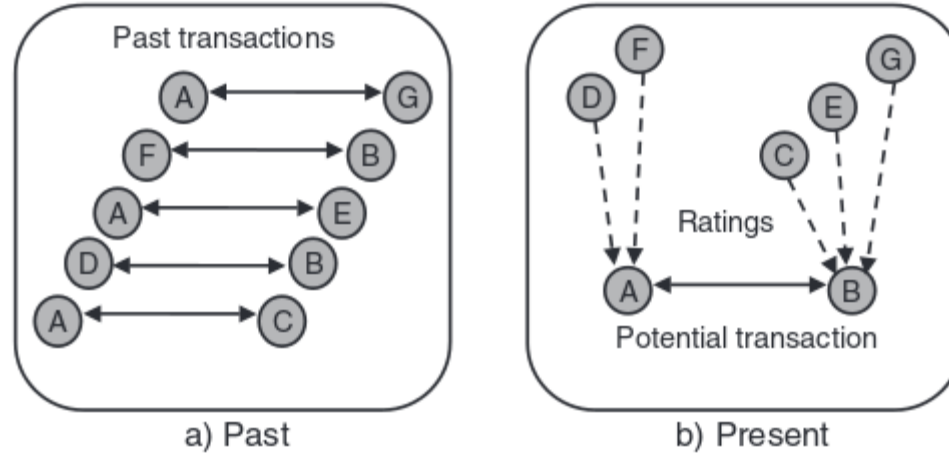 Past transactions
A G
F B
A E
D B
A C
a) Past
F G
D E
C
Ratings
A B
Potential transaction
b) Present